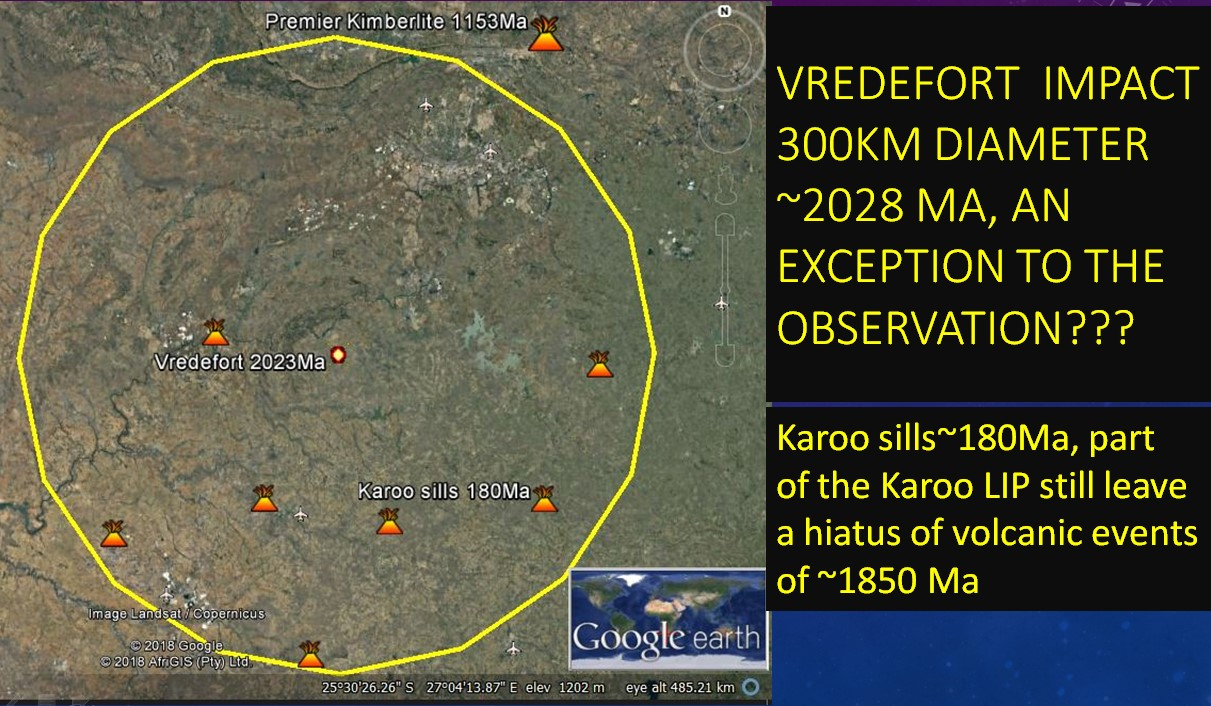 Premier Kimberlite 1153Ma
N
Vredefort 2023Ma
Karoo sills 180Ma
Image Landsat / Copernicus
© 2018 Google
© 2018 AfriGIS (Pty) Ltd.
Google earth
25°30'26.26" S 27°04'13.87" E elev 1202 m eye alt 485.21 km
VREDEFORT IMPACT
300KM DIAMETER
~2028 MA, AN
EXCEPTION TO THE
OBSERVATION???
Karoo sills~180Ma, part
of the Karoo LIP still leave
a hiatus of volcanic events
of ~1850 Ma